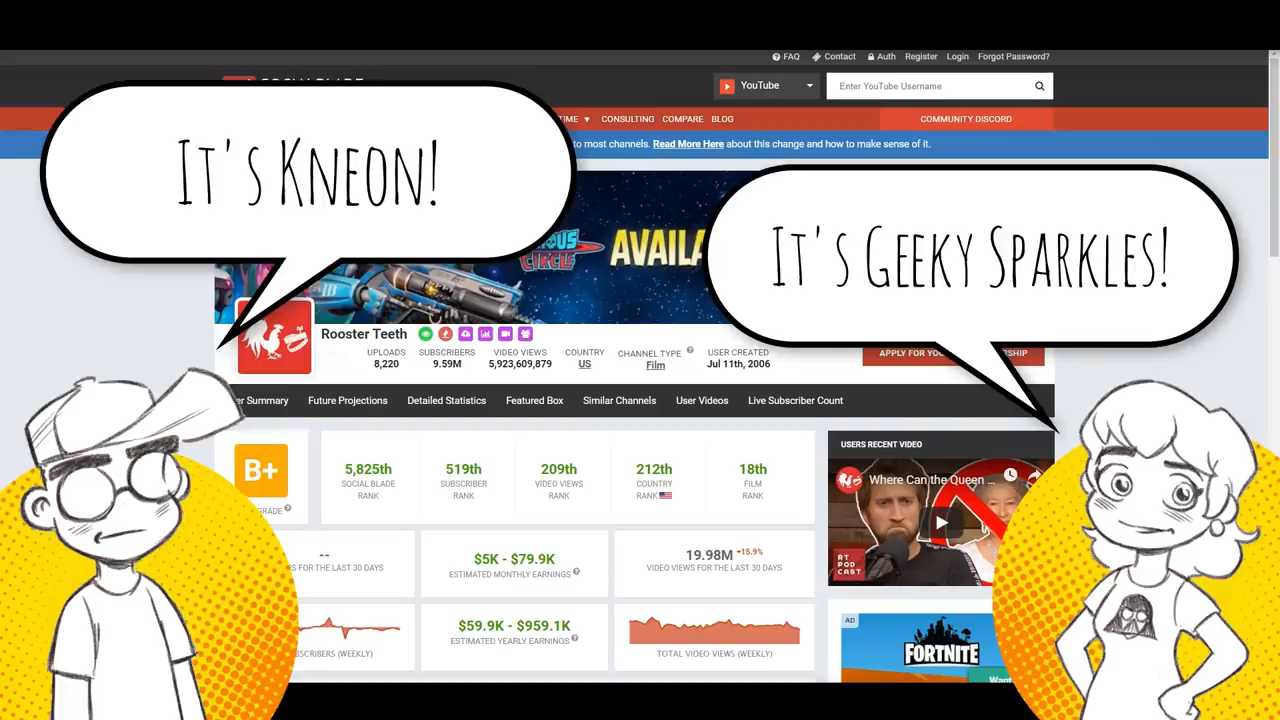 FAQ Contact Auth Register Login Forgot Password?
YouTube Enter YouTube Username
TIME CONSULTING COMPARE BLOG COMMUNITY DISCORD
to most channels. Read More Here about this change and how to make sense of it.
It's Kneon!
It's Geeky Sparkles!
CIRCLE
Rooster Teeth
UPLOADS SUBSCRIBERS VIDEO VIEWS COUNTRY CHANNEL TYPE USER CREATED
8,220 9.59M 5,923,609,879 US Film Jul 11th, 2006
APPLY FOR
Summary Future Projections Detailed Statistics Featured Box Similar Channels User Videos Live Subscriber Count
B+
GRADE
5,825th 519th 209th 212th 18th
SOCIAL BLADE SUBSCRIBER VIDEO VIEWS COUNTRY FILM
RANK RANK RANK RANK RANK
USERS RECENT VIDEO
Where Can the Queen ...
RT
PODCAST
--
FOR THE LAST 30 DAYS
$5K - $79.9K
ESTIMATED MONTHLY EARNINGS
19.98M 15.9%
VIDEO VIEWS FOR THE LAST 30 DAYS
(WEEKLY)
$59.9K - $959.1K
ESTIMATED YEARLY EARNINGS
TOTAL VIDEO VIEWS (WEEKLY)
AD
FORTNITE